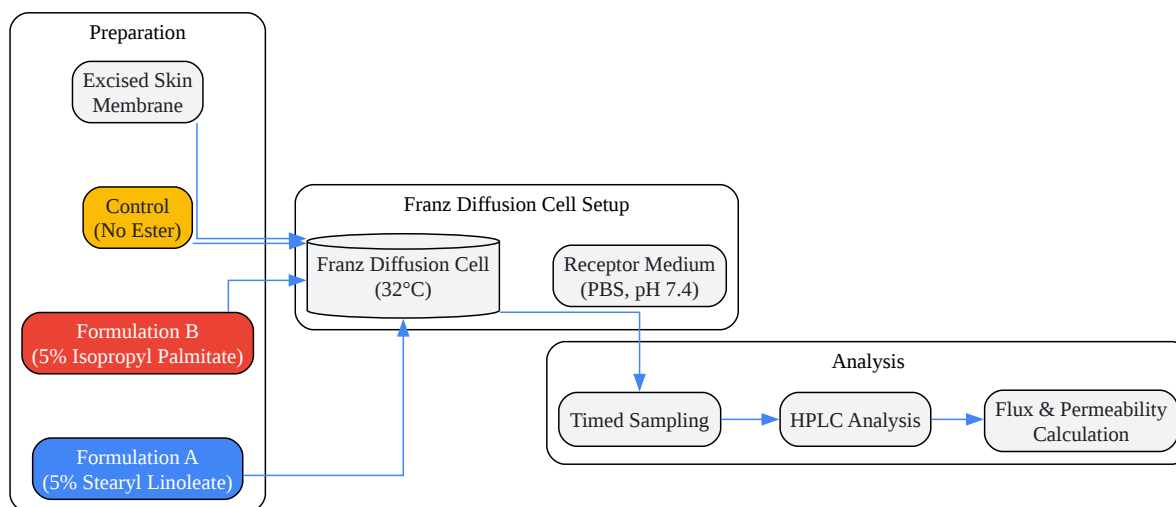 Preparation
Excised Skin
Membrane
Control
(No Ester)
Formulation B
(5% Isopropyl Palmitate)
Formulation A
(5% Stearyl Linoleate)
Franz Diffusion Cell Setup
Franz Diffusion Cell
(32°C)
Receptor Medium
(PBS, pH 7.4)
Analysis
Timed Sampling
HPLC Analysis
Flux & Permeability
Calculation